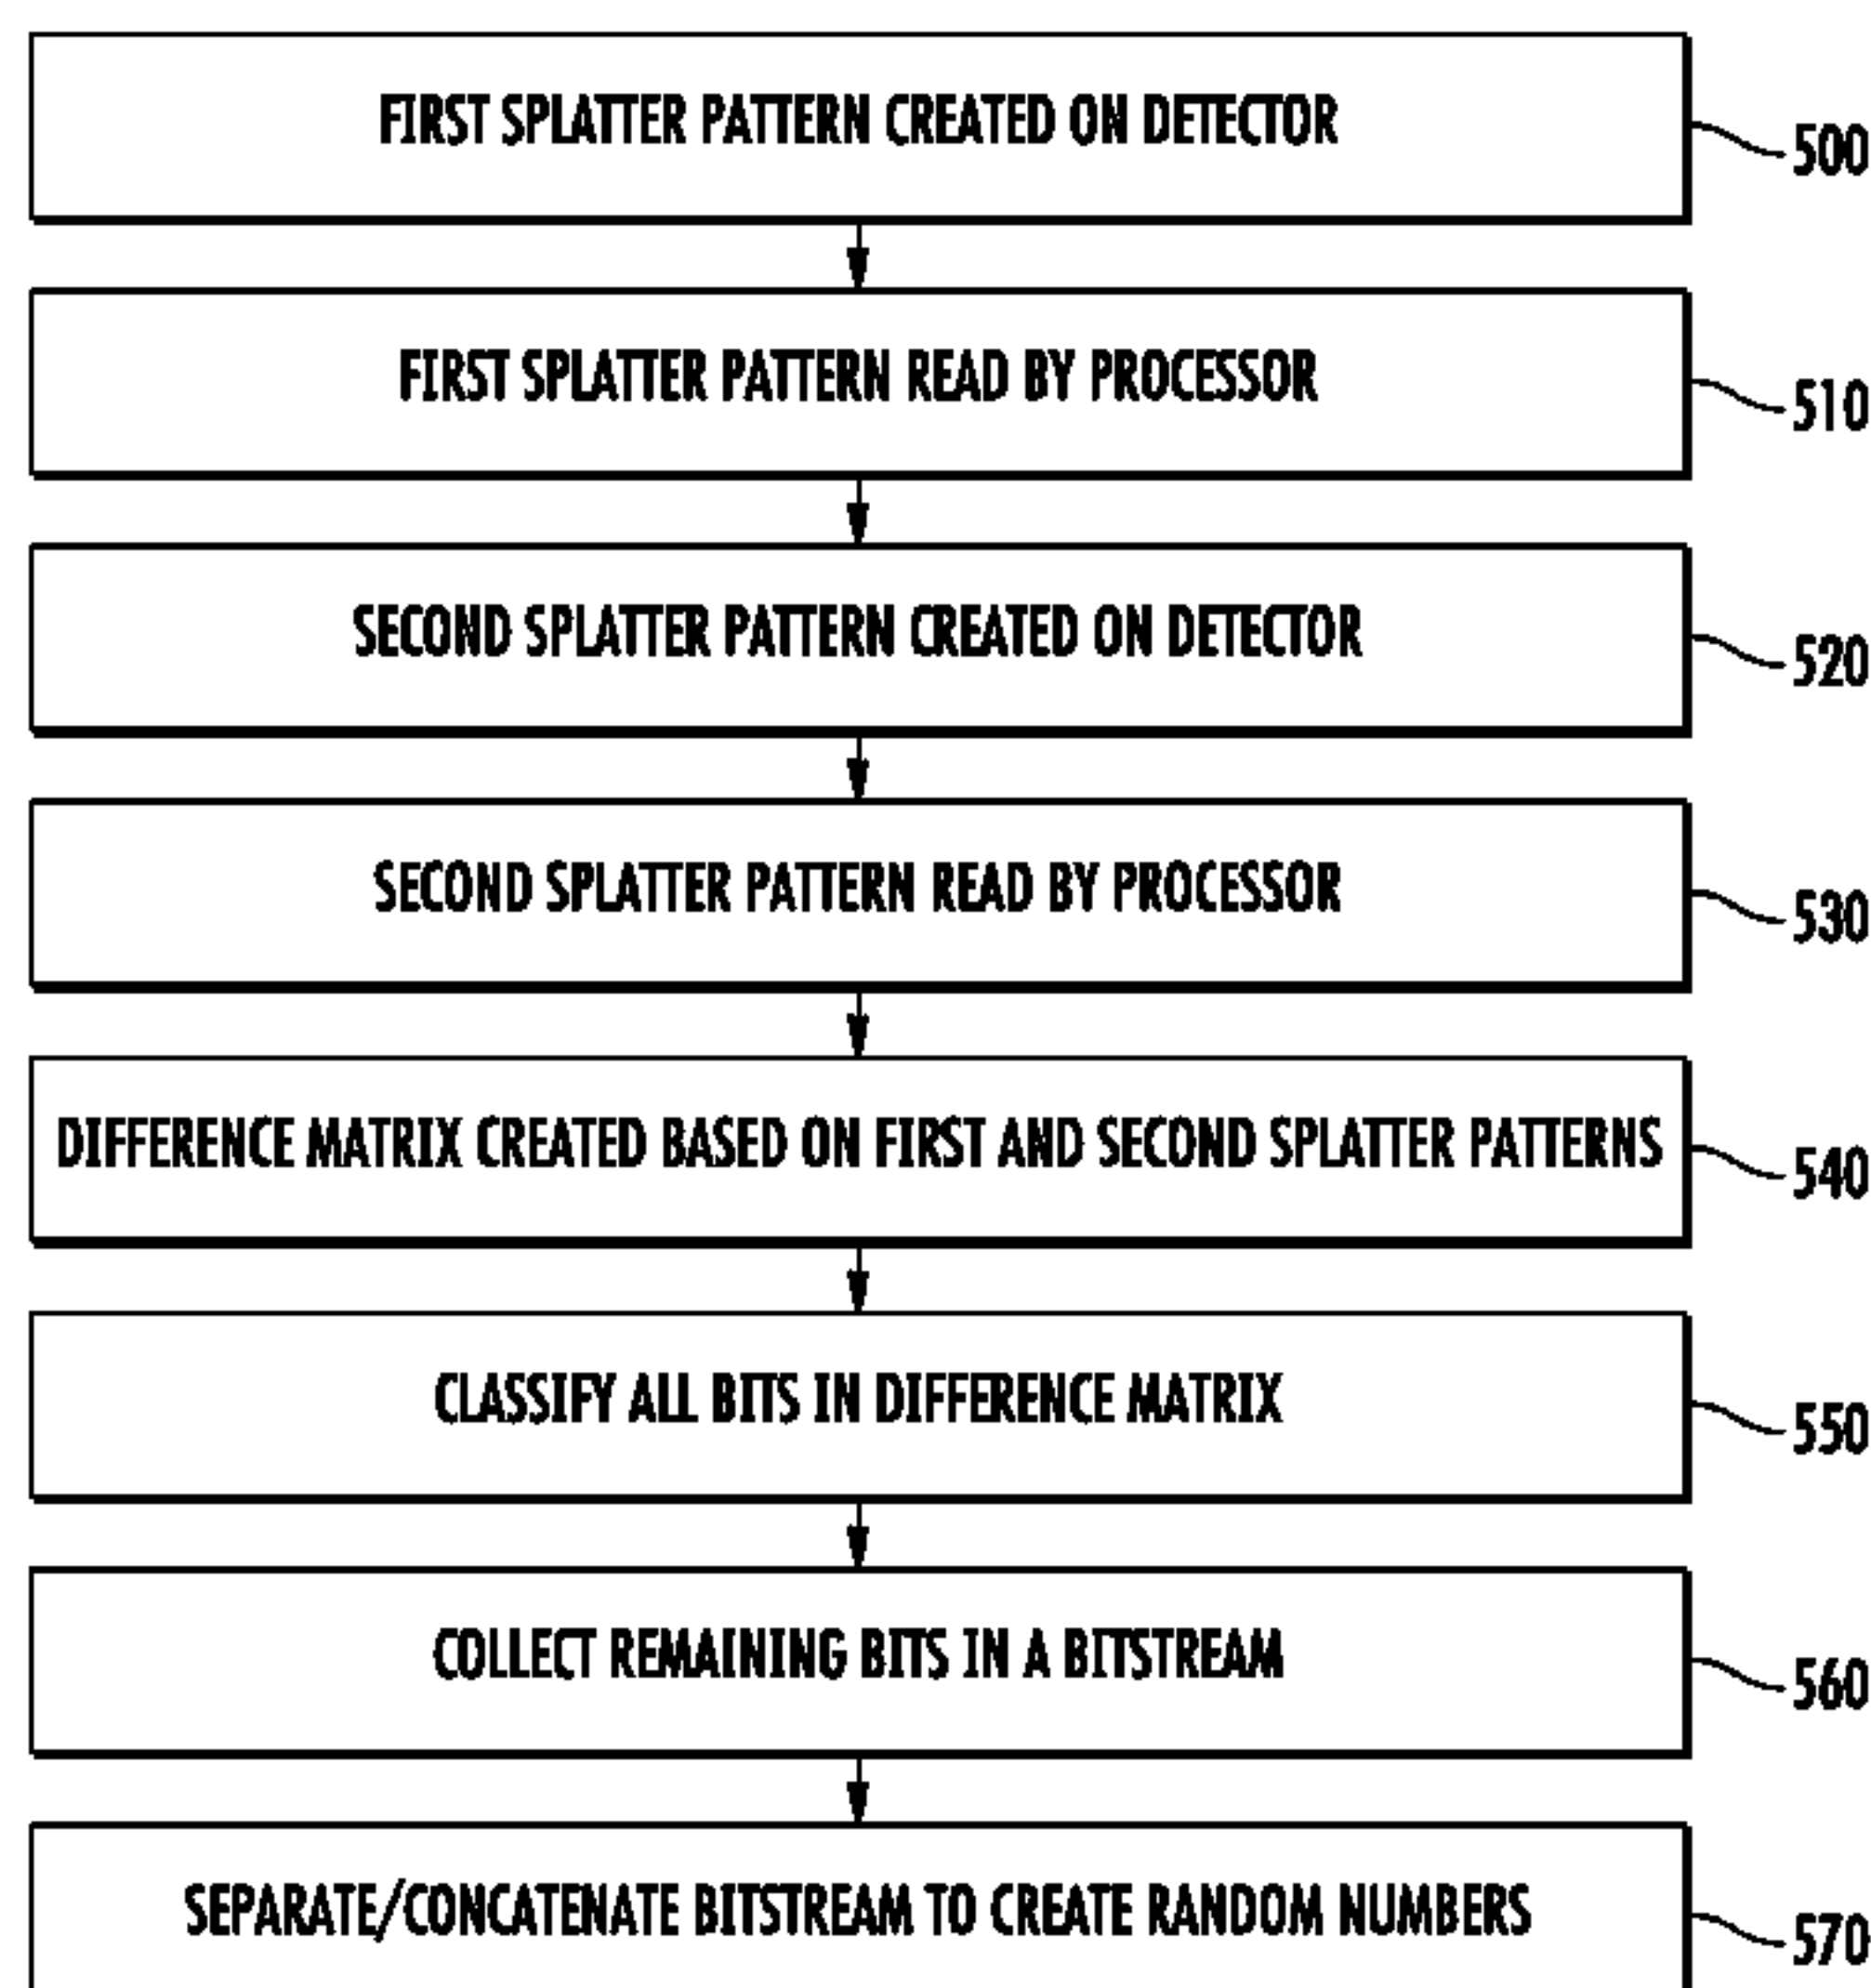 FIRST SPLATTER PATTERN CREATED ON DETECTOR
500
FIRST SPLATTER PATTERN READ BY PROCESSOR
510
SECOND SPLATTER PATTERN CREATED ON DETECTOR
520
SECOND SPLATTER PATTERN READ BY PROCESSOR
530
DIFFERENCE MATRIX CREATED BASED ON FIRST AND SECOND SPLATTER PATTERNS
540
CLASSIFY ALL BITS IN DIFFERENCE MATRIX
550
COLLECT REMAINING BITS IN A BITSTREAM
560
SEPARATE/CONCATENATE BITSTREAM TO CREATE RANDOM NUMBERS
570